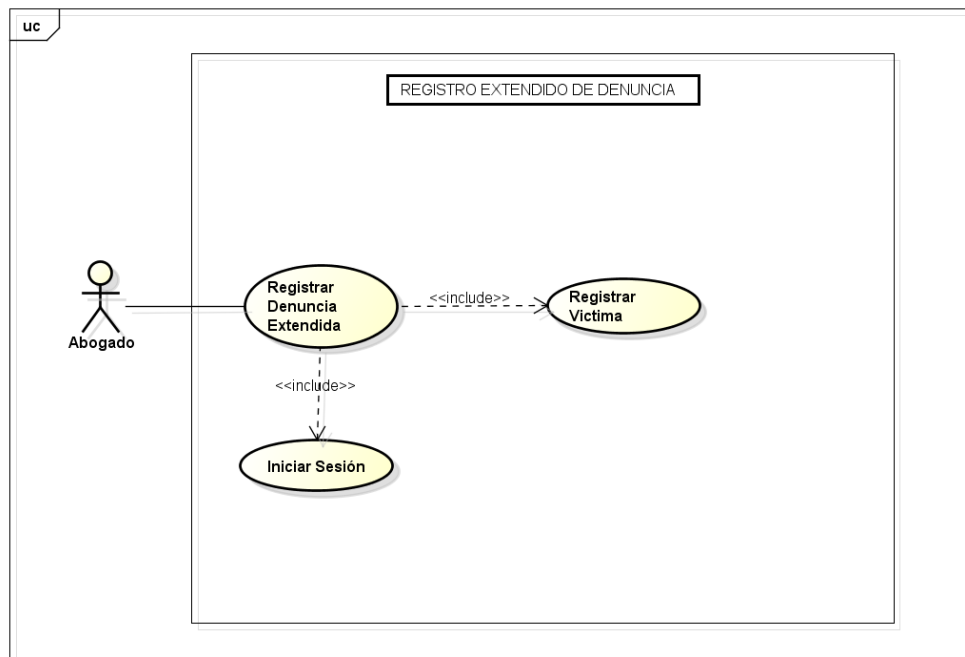 uc
REGISTRO EXTENDIDO DE DENUNCIA
Registrar
Denuncia
Extendida
<<include>>
Registrar
Victima
Abogado
<<include>>
Iniciar Sesión